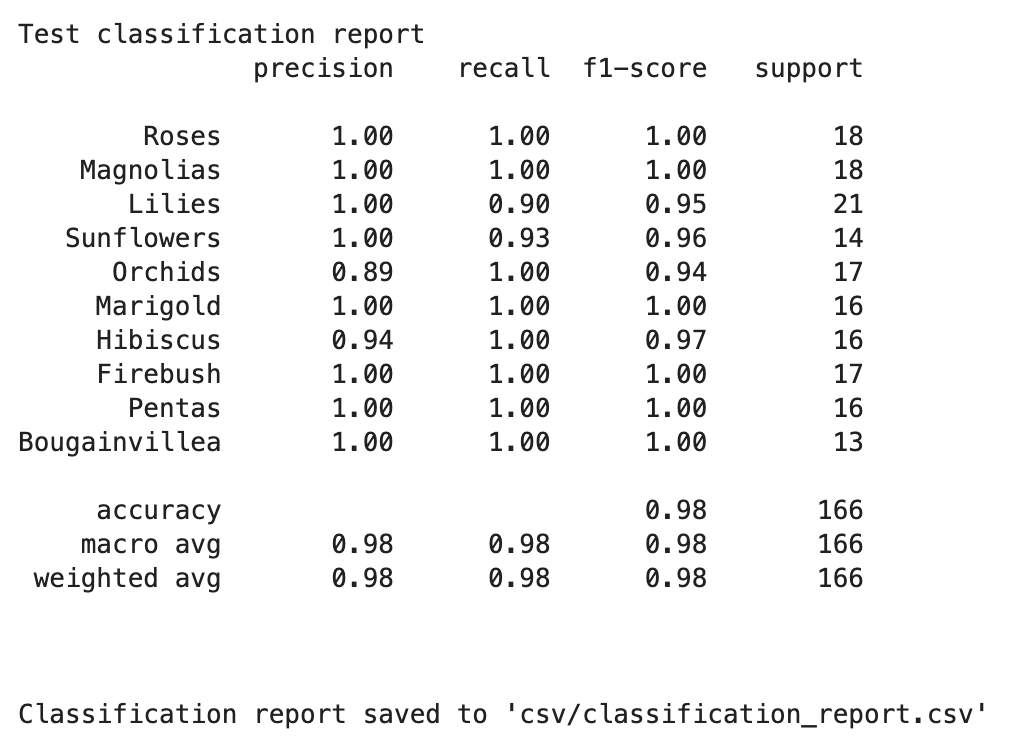 Test classification report
precision recall f1-score support
Roses 1.00 1.00 1.00 18
Magnolias 1.00 1.00 1.00 18
Lilies 1.00 0.90 0.95 21
Sunflowers 1.00 0.93 0.96 14
Orchids 0.89 1.00 0.94 17
Marigold 1.00 1.00 1.00 16
Hibiscus 0.94 1.00 0.97 16
Firebush 1.00 1.00 1.00 17
Pentas 1.00 1.00 1.00 16
Bougainvillea 1.00 1.00 1.00 13
accuracy 0.98 166
macro avg 0.98 0.98 0.98 166
weighted avg 0.98 0.98 0.98 166
Classification report saved to 'csv/classification_report.csv'